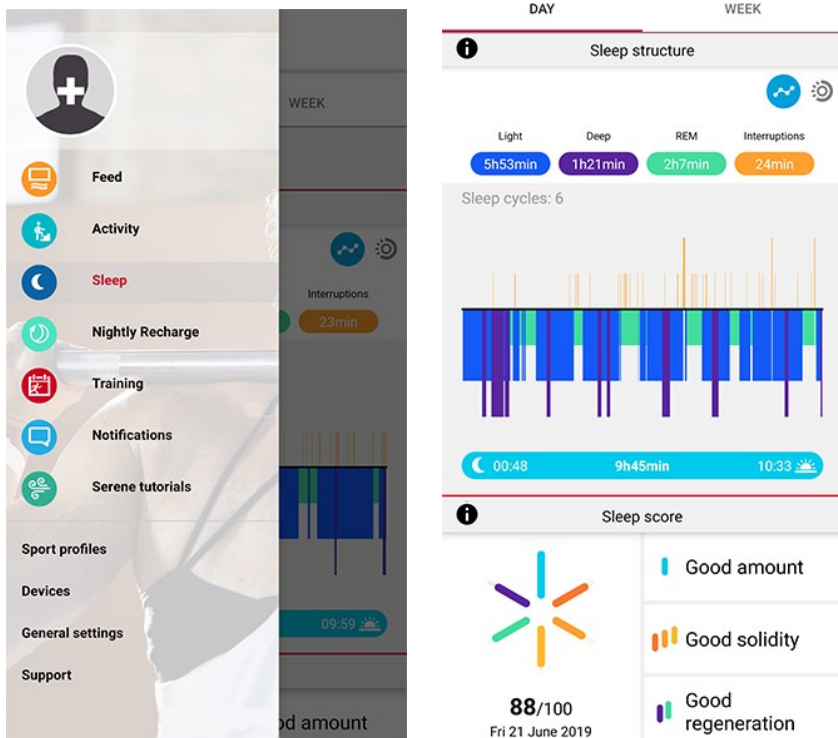 WEEK
Feed
Activity
Sleep
Nightly Recharge
Training
Notifications
Serene tutorials
Interruptions
23min
09:59
od amount
Sport profiles
Devices
General settings
Support
DAY WEEK
Sleep structure
Light Deep REM Interruptions
5h53min 1h21min 2h7min 24min
Sleep cycles: 6
00:48 9h45min 10:33
Sleep score
Good amount
Good solidity
Good
regeneration
88/100
Fri 21 June 2019